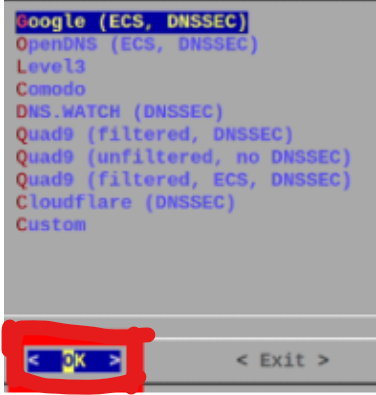 Google (ECS, DNSSEC)
OpenDNS (ECS, DNSSEC)
Level3
Comodo
DNS.WATCH (DNSSEC)
Quad9 (filtered, DNSSEC)
Quad9 (unfiltered, no DNSSEC)
Quad9 (filtered, ECS, DNSSEC)
Cloudflare (DNSSEC)
Custom
< OK > < Exit >